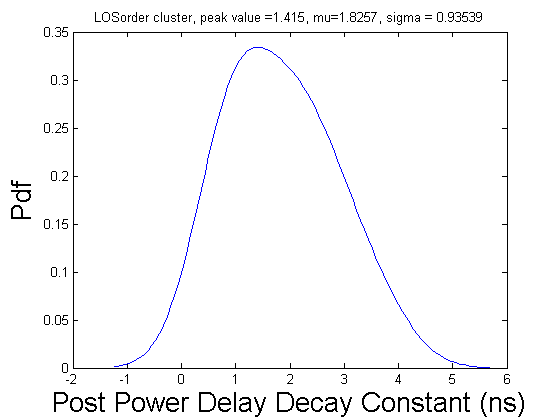 LOSorder cluster, peak value =1.415, mu=1.8257, sigma = 0.93539
0.35
0.3
0.25
0.2
0.15
0.1
0.05
0
Pdf
-2 -1 0 1 2 3 4 5 6
Post Power Delay Decay Constant (ns)